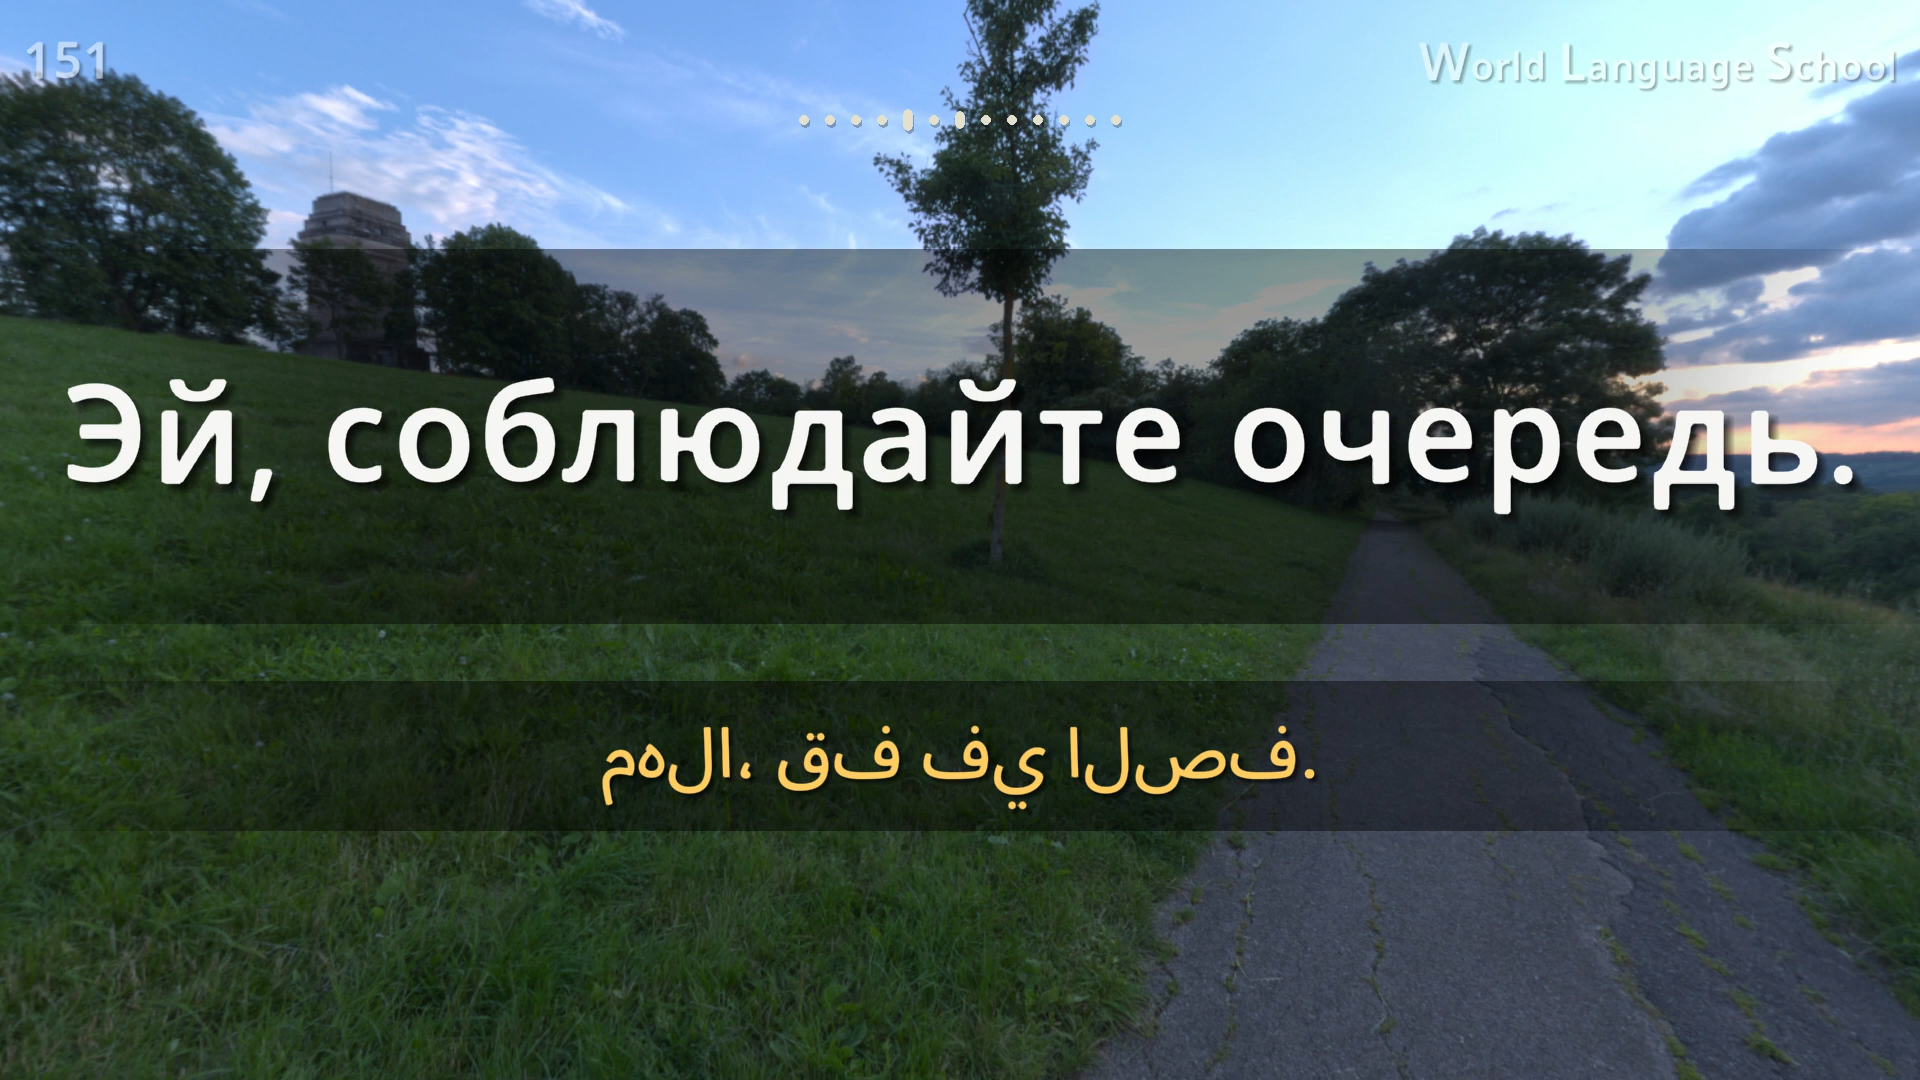 151
World Language School
Эй, соблюдайте очередь.
مهلا، قف في الصف.